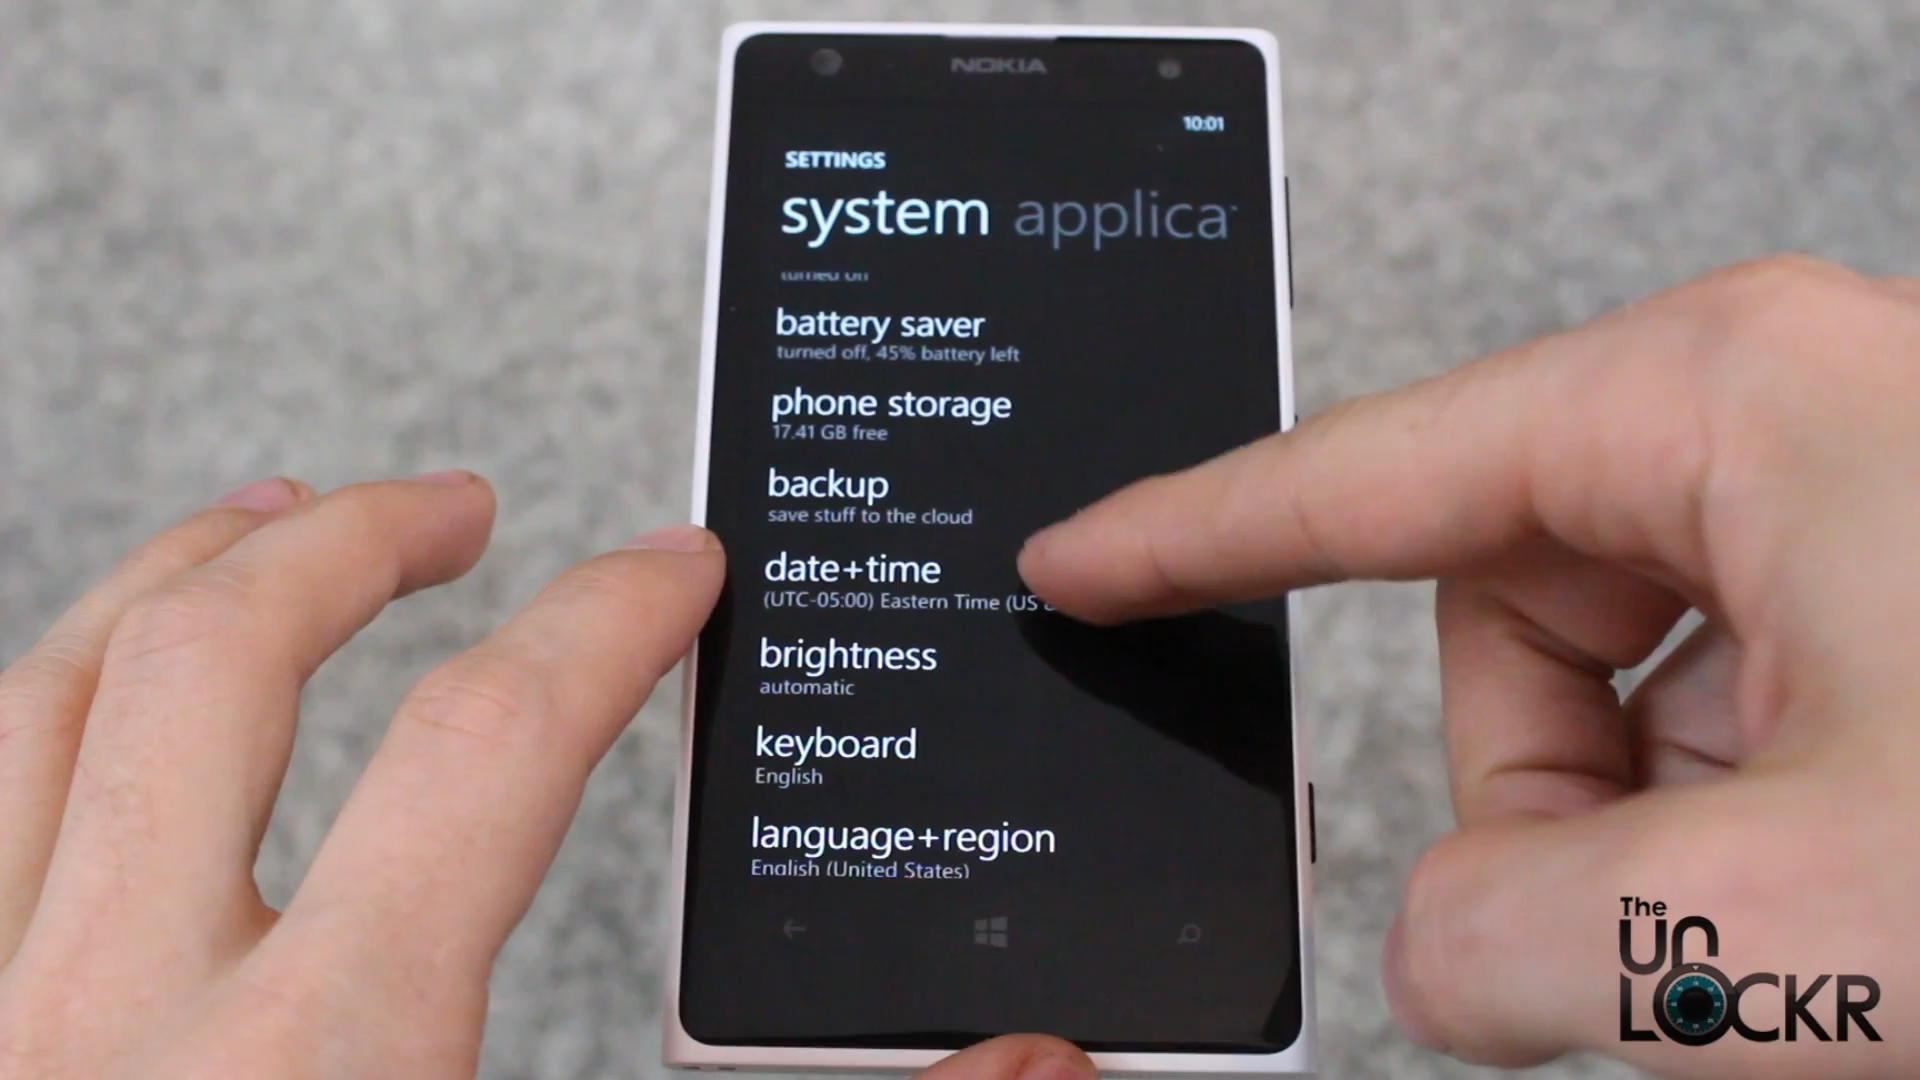 NOKIA
10:01
SETTINGS
system applica
turned off
battery saver
turned off, 45% battery left
phone storage
17.41 GB free
backup
save stuff to the cloud
date+time
(UTC-05:00) Eastern Time (US
brightness
automatic
keyboard
English
language+region
English (United States)
The
UN
LOCKR